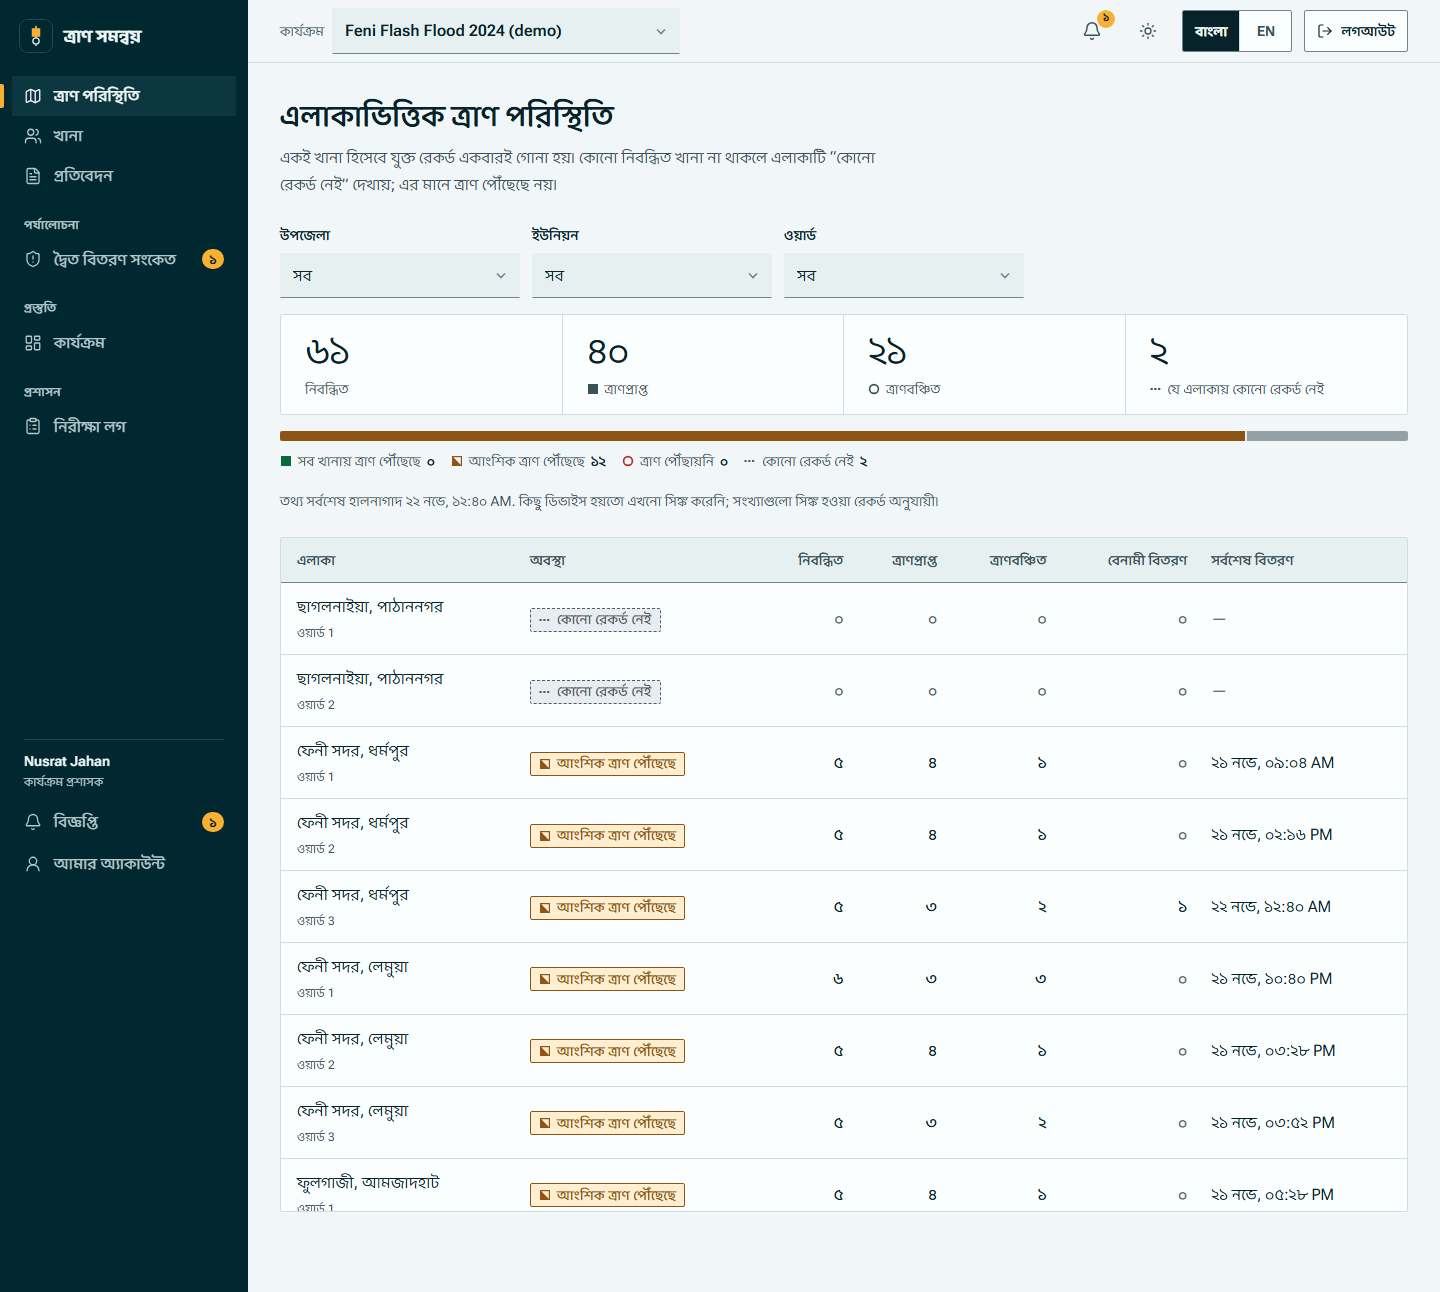 ত্রাণ সমন্বয়
ত্রাণ পরিস্থিতি
খানা
প্রতিবেদন
পর্যালোচনা
দ্বৈত বিতরণ সংকেত ১
প্রস্তুতি
কার্যক্রম
প্রশাসন
নিরীক্ষা লগ
Nusrat Jahan
কার্যক্রম প্রশাসক
বিজ্ঞপ্তি ১
আমার অ্যাকাউন্ট
কার্যক্রম Feni Flash Flood 2024 (demo) ১ বাংলা EN লগআউট
এলাকাভিত্তিক ত্রাণ পরিস্থিতি
একই খানা হিসেবে যুক্ত রেকর্ড একবারই গোনা হয়। কোনো নিবন্ধিত খানা না থাকলে এলাকাটি “কোনো
রেকর্ড নেই” দেখায়; এর মানে ত্রাণ পৌঁছেছে নয়।
উপজেলা ইউনিয়ন ওয়ার্ড
সব সব সব
৬১ ৪০ ২১ ২
নিবন্ধিত ত্রাণপ্রাপ্ত ত্রাণবঞ্চিত যে এলাকায় কোনো রেকর্ড নেই
সব খানায় ত্রাণ পৌঁছেছে ০ আংশিক ত্রাণ পৌঁছেছে ১২ ত্রাণ পৌঁছায়নি ০ কোনো রেকর্ড নেই ২
তথ্য সর্বশেষ হালনাগাদ ২২ নভে, ১২:৪০ AM. কিছু ডিভাইস হয়তো এখনো সিঙ্ক করেনি; সংখ্যাগুলো সিঙ্ক হওয়া রেকর্ড অনুযায়ী।
এলাকা অবস্থা নিবন্ধিত ত্রাণপ্রাপ্ত ত্রাণবঞ্চিত বেনামী বিতরণ সর্বশেষ বিতরণ
ছাগলনাইয়া, পাঠাননগর
ওয়ার্ড 1
কোনো রেকর্ড নেই ০ ০ ০ ০ —
ছাগলনাইয়া, পাঠাননগর
ওয়ার্ড 2
কোনো রেকর্ড নেই ০ ০ ০ ০ —
ফেনী সদর, ধর্মপুর
ওয়ার্ড 1
আংশিক ত্রাণ পৌঁছেছে ৫ ৪ ১ ০ ২১ নভে, ০৯:০৪ AM
ফেনী সদর, ধর্মপুর
ওয়ার্ড 2
আংশিক ত্রাণ পৌঁছেছে ৫ ৪ ১ ০ ২১ নভে, ০২:১৬ PM
ফেনী সদর, ধর্মপুর
ওয়ার্ড 3
আংশিক ত্রাণ পৌঁছেছে ৫ ৩ ২ ১ ২২ নভে, ১২:৪০ AM
ফেনী সদর, লেমুয়া
ওয়ার্ড 1
আংশিক ত্রাণ পৌঁছেছে ৬ ৩ ৩ ০ ২১ নভে, ১০:৪০ PM
ফেনী সদর, লেমুয়া
ওয়ার্ড 2
আংশিক ত্রাণ পৌঁছেছে ৫ ৪ ১ ০ ২১ নভে, ০৩:২৮ PM
ফেনী সদর, লেমুয়া
ওয়ার্ড 3
আংশিক ত্রাণ পৌঁছেছে ৫ ৩ ২ ০ ২১ নভে, ০৩:৫২ PM
ফুলগাজী, আমজাদহাট
ওয়ার্ড 1
আংশিক ত্রাণ পৌঁছেছে ৫ ৪ ১ ০ ২১ নভে, ০৫:২৮ PM